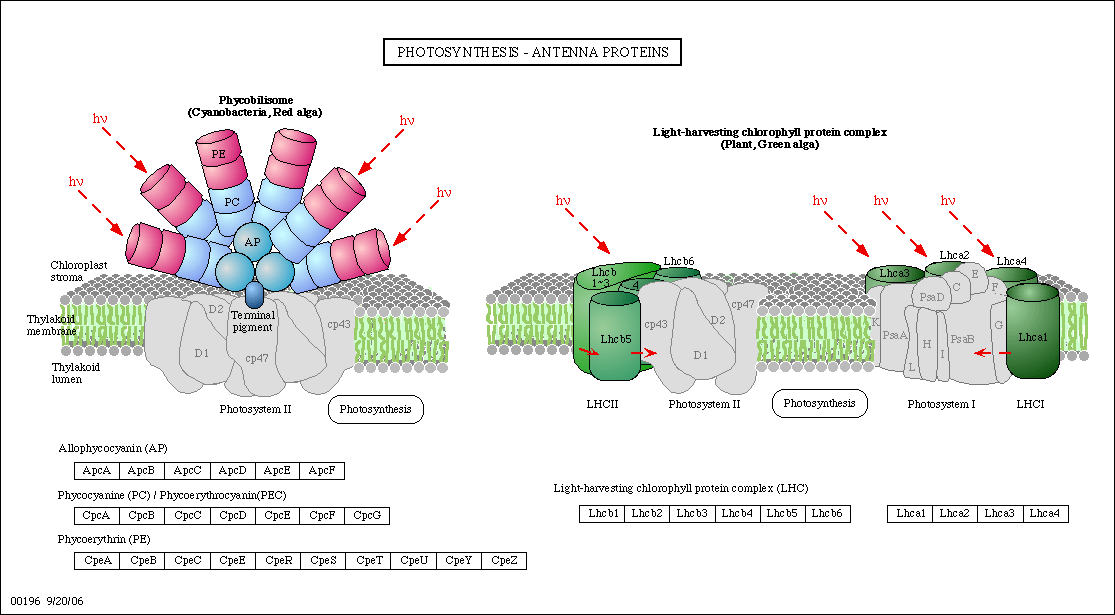 PHOTOSYNTHESIS - ANTENNA PROTEINS
Phycobilisome
(Cyanobacteria, Red alga)
Light-harvesting chlorophyll protein complex
(Plant, Green alga)
hν
hν
hν
hν
PE
PC
AP
Chloroplast
stroma
Thylakoid
membrane
Thylakoid
lumen
D2
Terminal
pigment
cp43
D1
cp47
Photosystem II
Photosynthesis
hν
hν
hν
hν
Lhcb
1~3
4
Lhcb6
Lhcb5
cp43
D2
cp47
D1
LHCII
Photosystem II
Photosynthesis
Lhca3
Lhca2
Lhca4
E
C
F
PsaD
K
PsaA
H
I
L
PsaB
G
Lhca1
Photosystem I
LHCI
Allophycocyanin (AP)
ApcA ApcB ApcC ApcD ApcE ApcF
Phycocyanine (PC) / Phycoerythrocyanin(PEC)
CpcA CpcB CpcC CpcD CpcE CpcF CpcG
Phycoerythrin (PE)
CpeA CpeB CpeC CpeE CpeR CpeS CpeT CpeU CpeY CpeZ
Light-harvesting chlorophyll protein complex (LHC)
Lhcb1 Lhcb2 Lhcb3 Lhcb4 Lhcb5 Lhcb6
Lhca1 Lhca2 Lhca3 Lhca4
00196 9/20/06